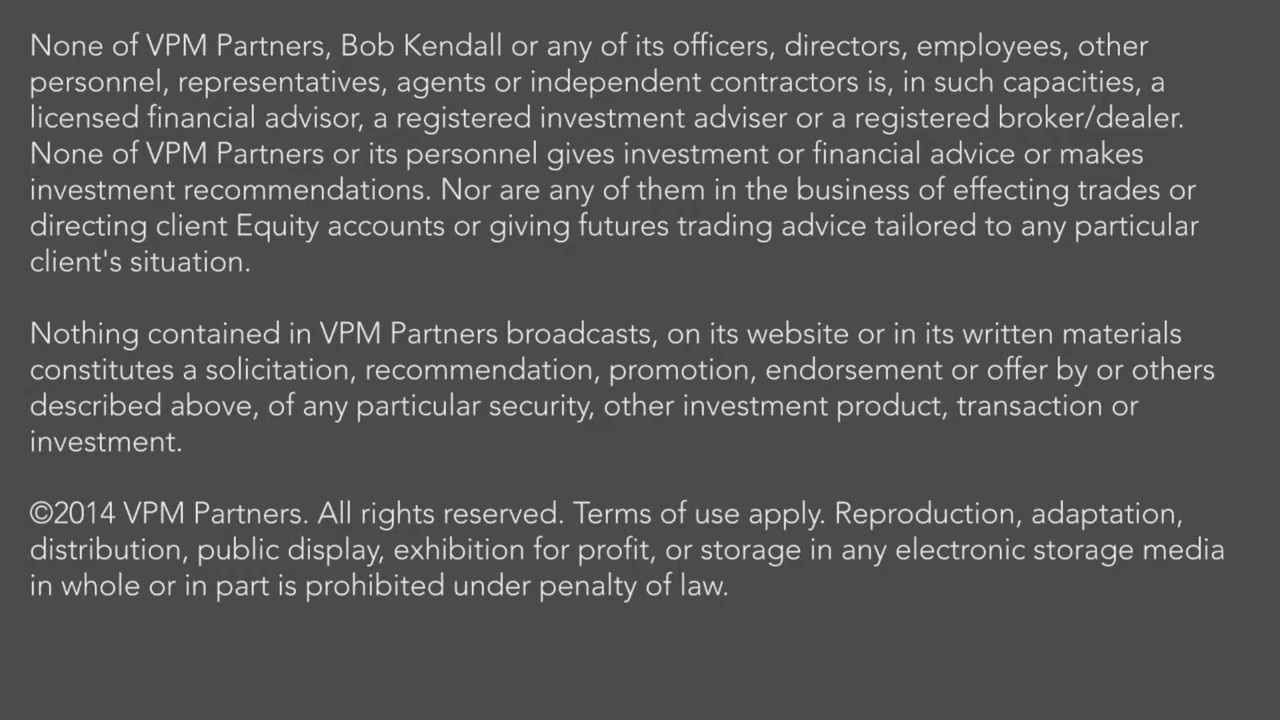 None of VPM Partners, Bob Kendall or any of its officers, directors, employees, other
personnel, representatives, agents or independent contractors is, in such capacities, a
licensed financial advisor, a registered investment adviser or a registered broker/dealer.
None of VPM Partners or its personnel gives investment or financial advice or makes
investment recommendations. Nor are any of them in the business of effecting trades or
directing client Equity accounts or giving futures trading advice tailored to any particular
client's situation.
Nothing contained in VPM Partners broadcasts, on its website or in its written materials
constitutes a solicitation, recommendation, promotion, endorsement or offer by or others
described above, of any particular security, other investment product, transaction or
investment.
©2014 VPM Partners. All rights reserved. Terms of use apply. Reproduction, adaptation,
distribution, public display, exhibition for profit, or storage in any electronic storage media
in whole or in part is prohibited under penalty of law.